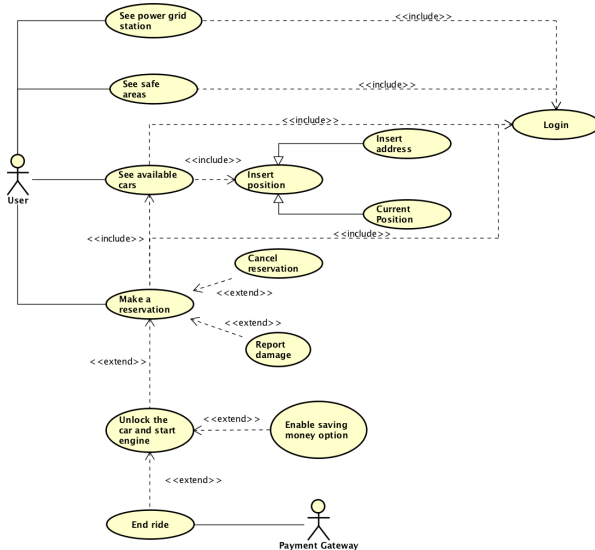 See power grid
station
<<include>>
See safe
areas
<<include>>
<<include>>
Login
Insert
address
See available
cars
<<include>>
Insert
position
User
Current
Position
<<include>>
<<include>>
Cancel
reservation
<<extend>>
Make a
reservation
<<extend>>
Report
damage
<<extend>>
Unlock the
car and start
engine
<<extend>>
Enable saving
money option
<<extend>>
End ride
Payment Gateway